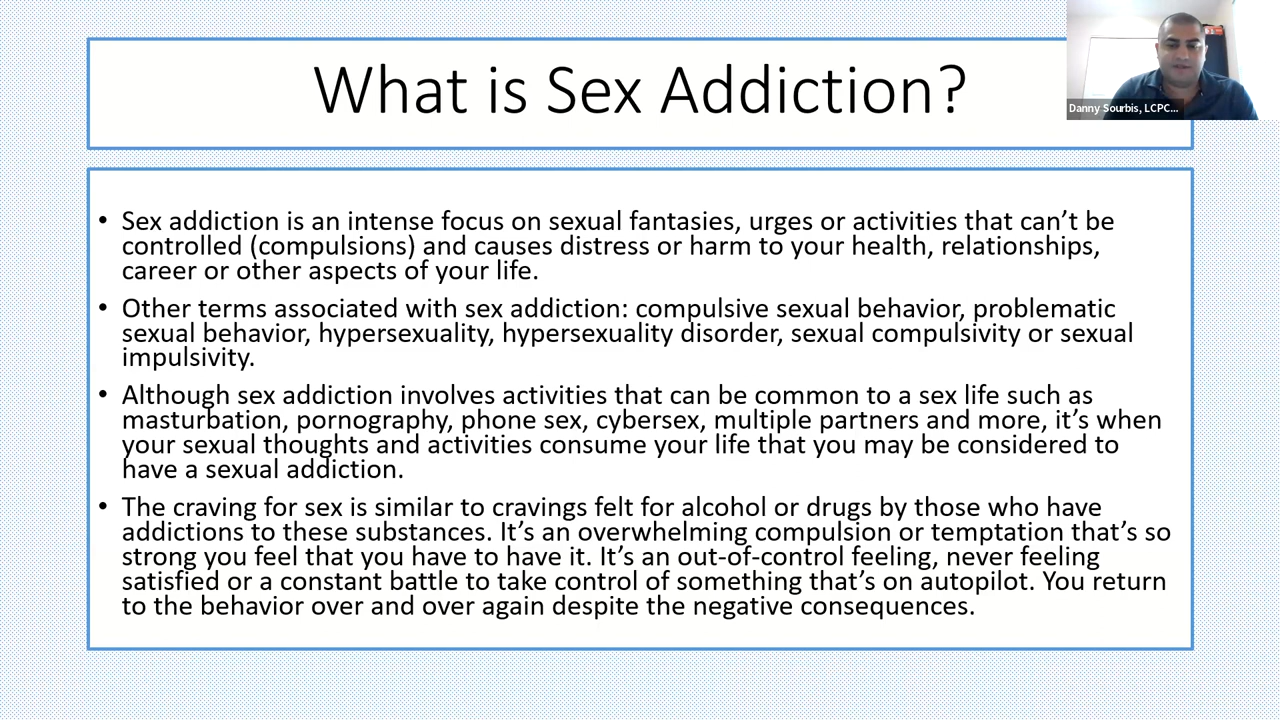 What is Sex Addiction?
Danny Sourbis, LCPC...
• Sex addiction is an intense focus on sexual fantasies, urges or activities that can’t be
controlled (compulsions) and causes distress or harm to your health, relationships,
career or other aspects of your life.
• Other terms associated with sex addiction: compulsive sexual behavior, problematic
sexual behavior, hypersexuality, hypersexuality disorder, sexual compulsivity or sexual
impulsivity.
• Although sex addiction involves activities that can be common to a sex life such as
masturbation, pornography, phone sex, cybersex, multiple partners and more, it’s when
your sexual thoughts and activities consume your life that you may be considered to
have a sexual addiction.
• The craving for sex is similar to cravings felt for alcohol or drugs by those who have
addictions to these substances. It’s an overwhelming compulsion or temptation that’s so
strong you feel that you have to have it. It’s an out-of-control feeling, never feeling
satisfied or a constant battle to take control of something that’s on autopilot. You return
to the behavior over and over again despite the negative consequences.